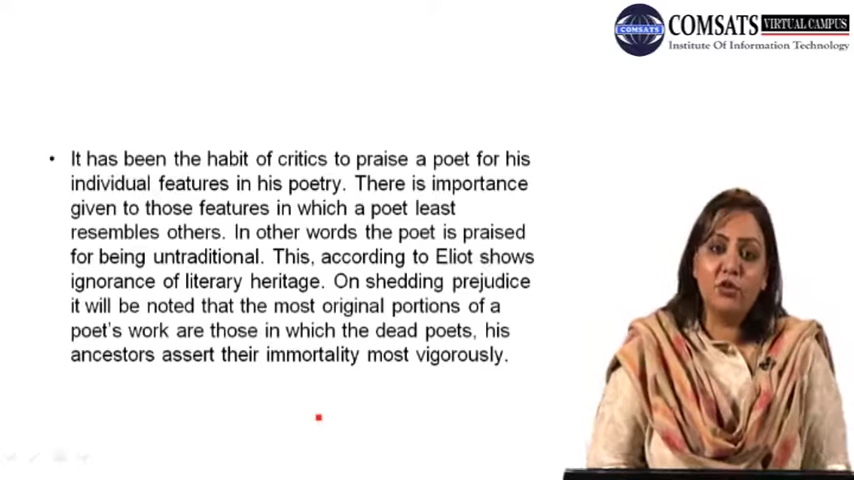 COMSATS VIRTUAL CAMPUS
Institute Of Information Technology
COMSATS
• It has been the habit of critics to praise a poet for his
individual features in his poetry. There is importance
given to those features in which a poet least
resembles others. In other words the poet is praised
for being untraditional. This, according to Eliot shows
ignorance of literary heritage. On shedding prejudice
it will be noted that the most original portions of a
poet's work are those in which the dead poets, his
ancestors assert their immortality most vigorously.